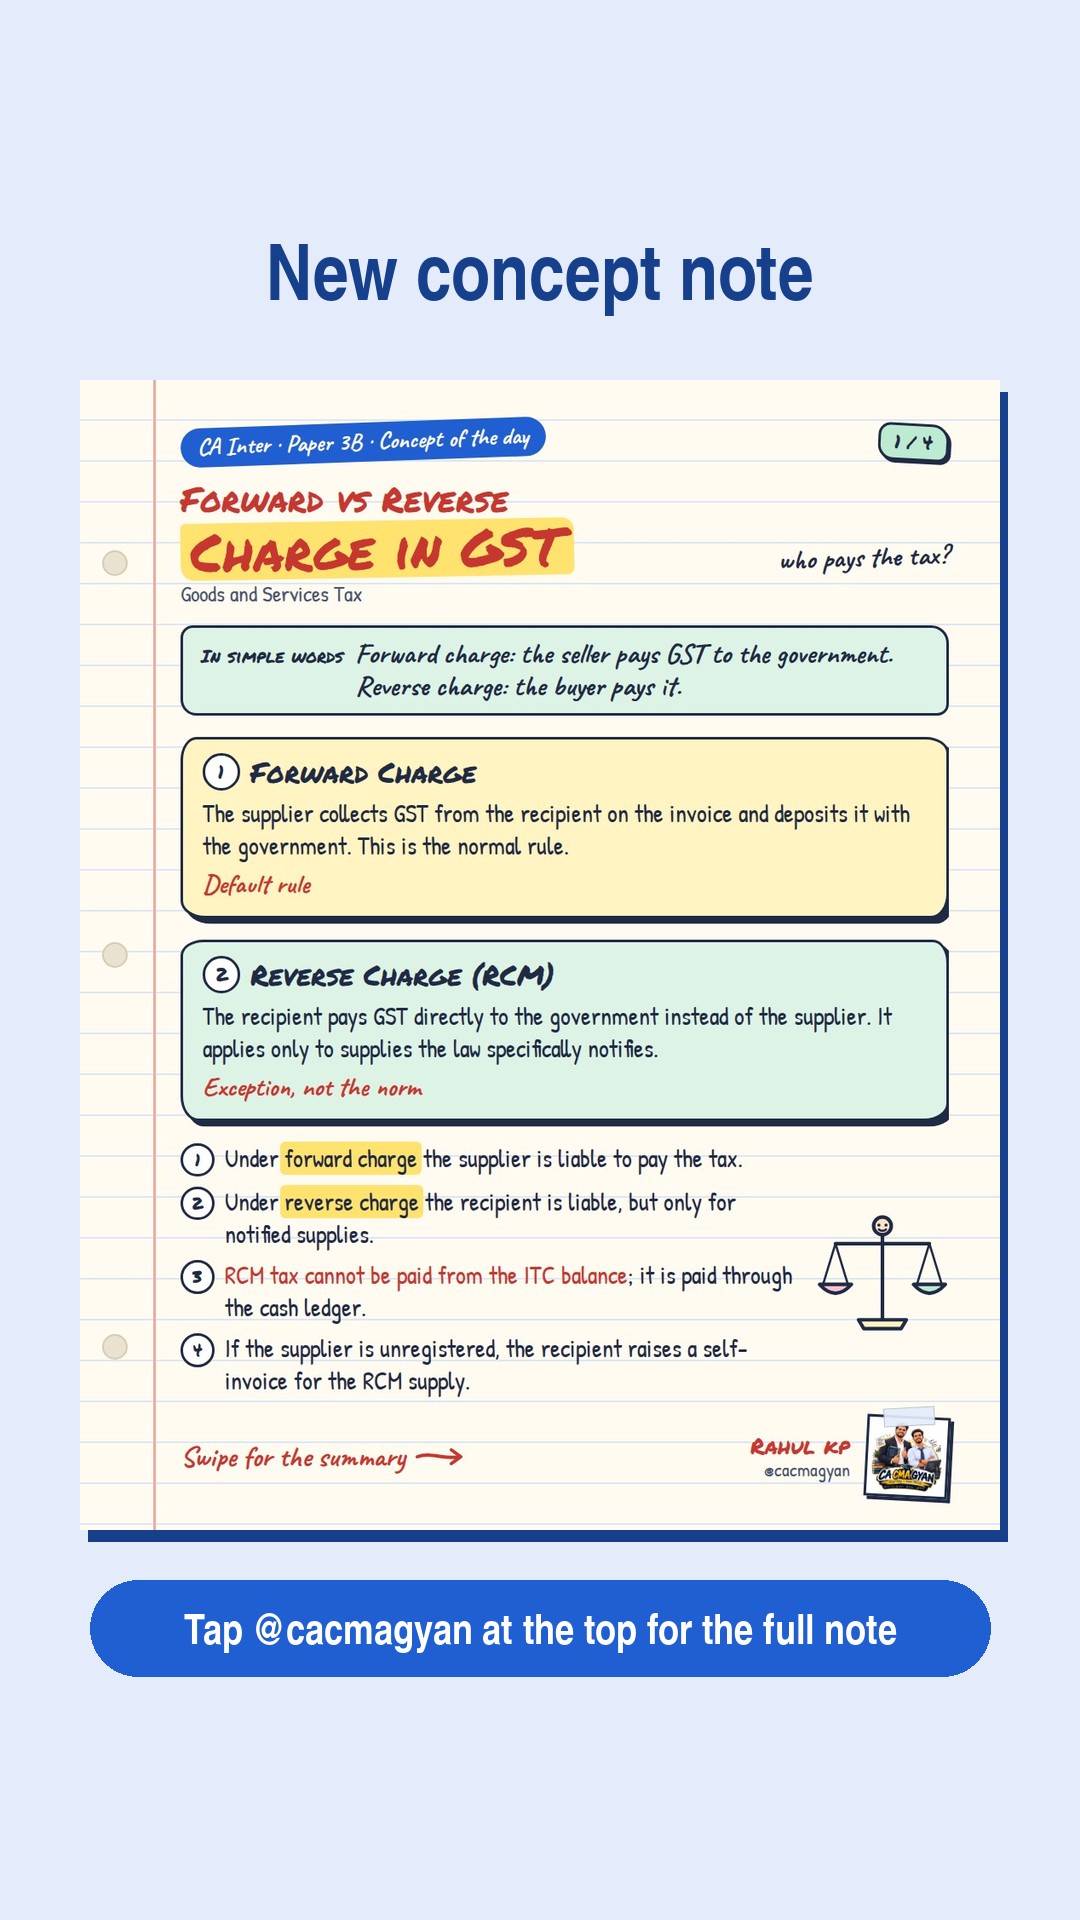 New concept note
CA Inter · Paper 3B · Concept of the day
1 / 4
FORWARD VS REVERSE
CHARGE IN GST
who pays the tax?
Goods and Services Tax
IN SIMPLE WORDS Forward charge: the seller pays GST to the government.
Reverse charge: the buyer pays it.
1 FORWARD CHARGE
The supplier collects GST from the recipient on the invoice and deposits it with
the government. This is the normal rule.
Default rule
2 REVERSE CHARGE (RCM)
The recipient pays GST directly to the government instead of the supplier. It
applies only to supplies the law specifically notifies.
Exception, not the norm
1 Under forward charge the supplier is liable to pay the tax.
2 Under reverse charge the recipient is liable, but only for
notified supplies.
3 RCM tax cannot be paid from the ITC balance; it is paid through
the cash ledger.
4 If the supplier is unregistered, the recipient raises a self-
invoice for the RCM supply.
Swipe for the summary →
RAHUL KP
@cacmagyan
CA CMA GYAN
Tap @cacmagyan at the top for the full note